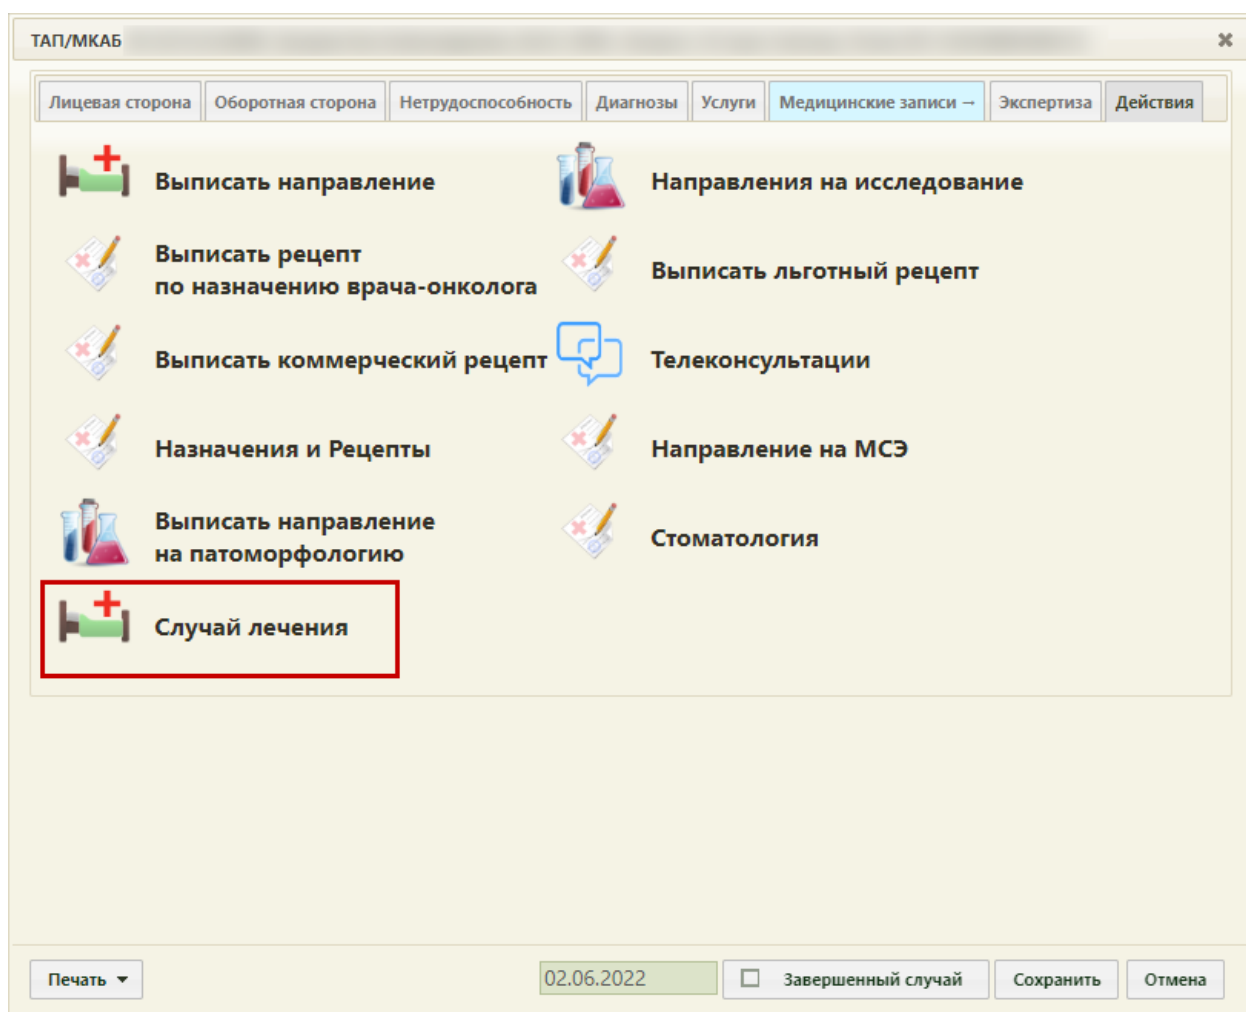 ТАП/МКАБ
Лицевая сторона
Оборотная сторона
Нетрудоспособность
Диагнозы
Услуги
Медицинские записи →
Экспертиза
Действия
Выписать направление
Направления на исследование
Выписать рецепт
по назначению врача-онколога
Выписать льготный рецепт
Выписать коммерческий рецепт
Телеконсультации
Назначения и Рецепты
Направление на МСЭ
Выписать направление
на патоморфологию
Стоматология
Случай лечения
Печать
02.06.2022
Завершенный случай
Сохранить
Отмена